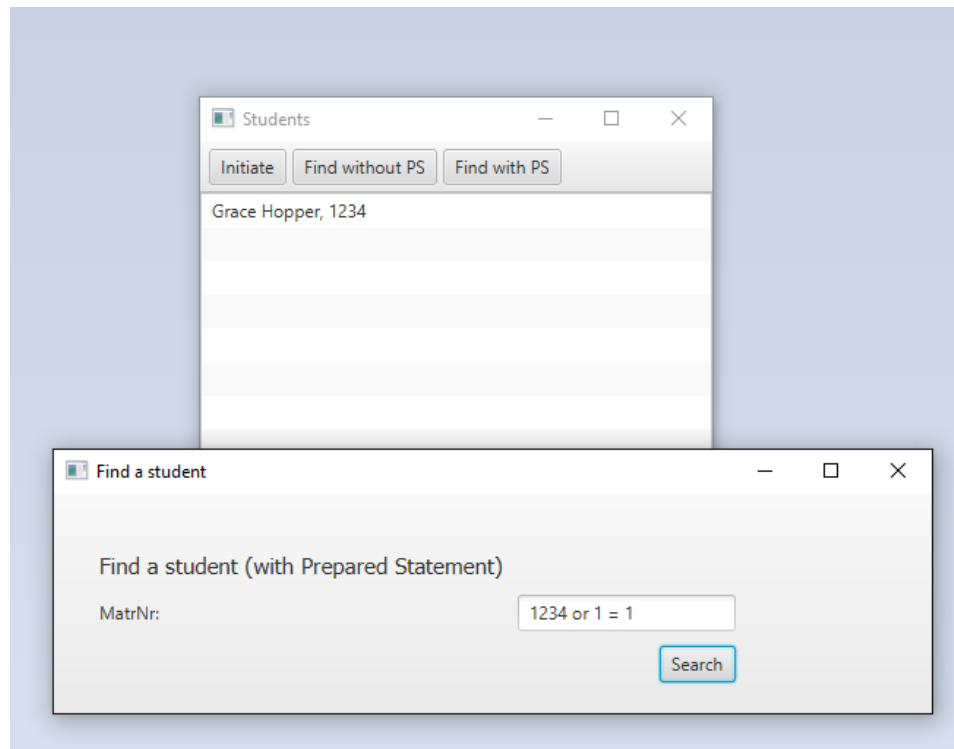 Students
Initiate Find without PS Find with PS
Grace Hopper, 1234
Find a student
Find a student (with Prepared Statement)
MatrNr: 1234 or 1 = 1
Search